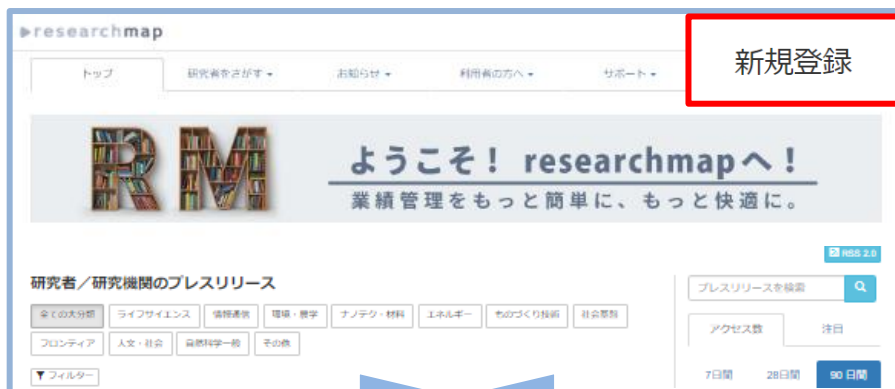 researchmap
新規登録
トップ 研究者をさがす お知らせ 利用者の方へ サポート
RM
ようこそ! researchmapへ!
業績管理をもっと簡単に、もっと快適に。
RSS 2.0
研究者/研究機関のプレスリリース
プレスリリースを検索
全ての大分類 ライフサイエンス 情報通信 環境・農学 ナノテク・材料 エネルギー ものづくり技術 社会基盤
フロンティア 人文・社会 自然科学一般 その他
アクセス数 注目
フィルター
7日間 28日間 90日間